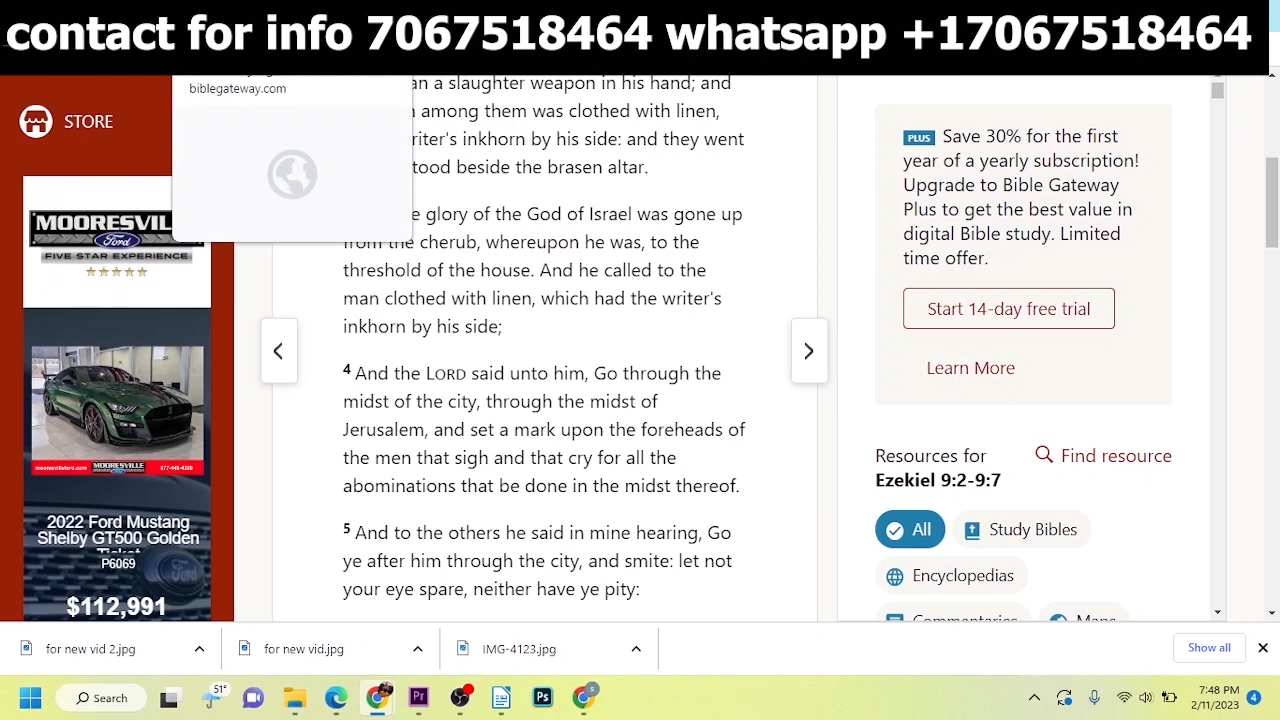 contact for info 7067518464 whatsapp +17067518464
biblegateway.com
STORE
an a slaughter weapon in his hand; and
among them was clothed with linen,
riter's inkhorn by his side: and they went
tood beside the brasen altar.
e glory of the God of Israel was gone up
from the cherub, whereupon he was, to the
threshold of the house. And he called to the
man clothed with linen, which had the writer's
inkhorn by his side;
4 And the LORD said unto him, Go through the
midst of the city, through the midst of
Jerusalem, and set a mark upon the foreheads of
the men that sigh and that cry for all the
abominations that be done in the midst thereof.
5 And to the others he said in mine hearing, Go
ye after him through the city, and smite: let not
your eye spare, neither have ye pity:
MOORESVIL
Ford
FIVE STAR EXPERIENCE
MOORESVILLE
2022 Ford Mustang
Shelby GT500 Golden
Ticket
P6069
$112,991
PLUS Save 30% for the first
year of a yearly subscription!
Upgrade to Bible Gateway
Plus to get the best value in
digital Bible study. Limited
time offer.
Start 14-day free trial
Learn More
Resources for
Ezekiel 9:2-9:7
Find resource
All
Study Bibles
Encyclopedias
Commentaries
Maps
for new vid 2.jpg
for new vid.jpg
IMG-4123.jpg
Show all
51°
Search
Pr
Ps
S
7:48 PM
2/11/2023
4